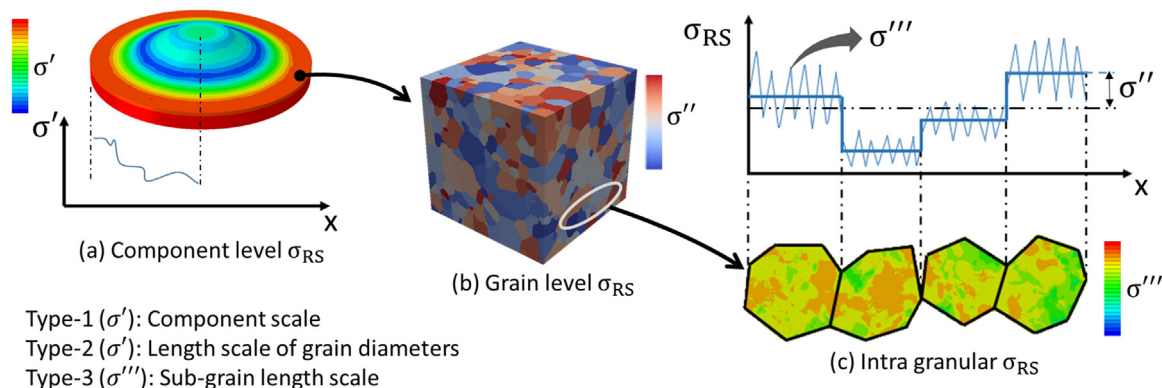 σ′
σ′
x
(a) Component level σRS
σ′′
(b) Grain level σRS
σRS
σ′′′
σ′′
x
σ′′′
(c) Intra granular σRS
Type-1 (σ′): Component scale
Type-2 (σ′): Length scale of grain diameters
Type-3 (σ′′′): Sub-grain length scale